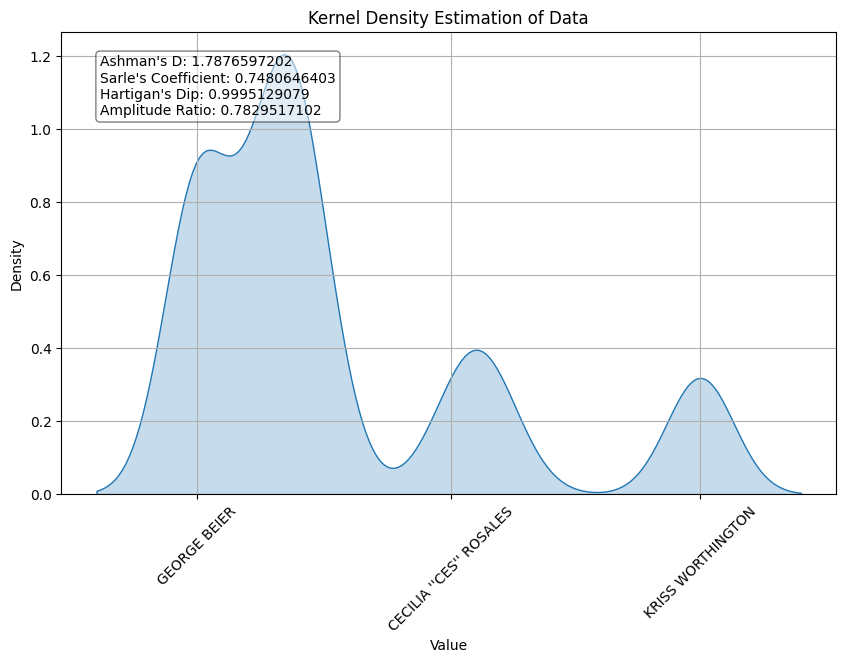 Kernel Density Estimation of Data
Ashman's D: 1.7876597202
Sarle's Coefficient: 0.7480646403
Hartigan's Dip: 0.9995129079
Amplitude Ratio: 0.7829517102
Density
1.2
1.0
0.8
0.6
0.4
0.2
0.0
GEORGE BEIER
CECILIA ''CES'' ROSALES
KRISS WORTHINGTON
Value